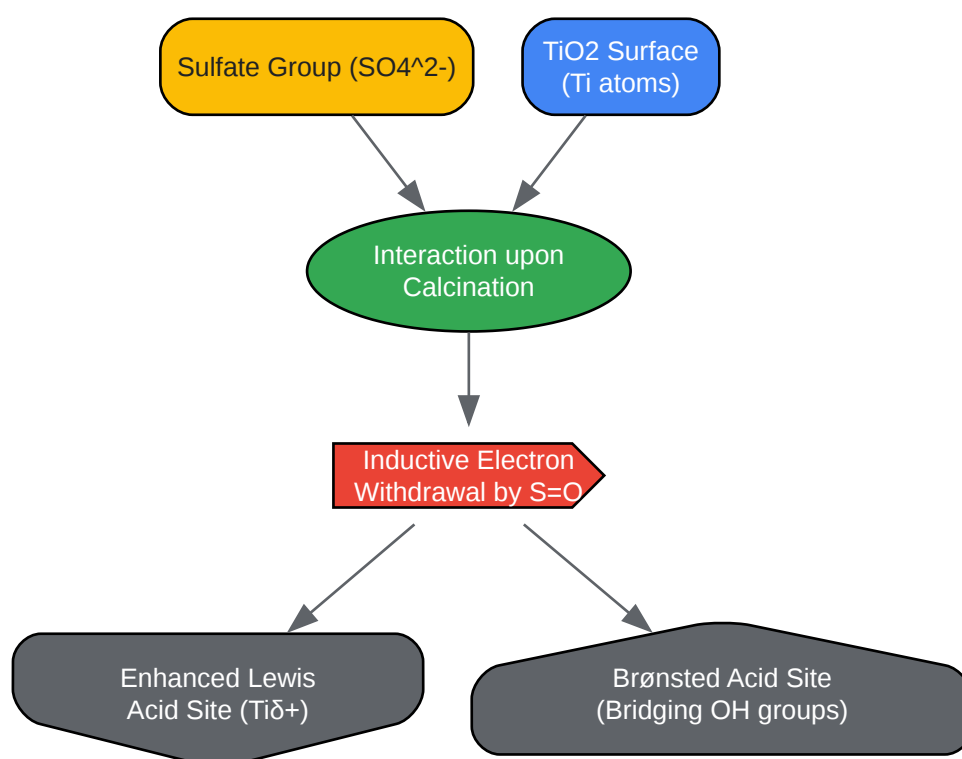 Sulfate Group (SO4^2-)
TiO2 Surface
(Ti atoms)
Interaction upon
Calcination
Inductive Electron
Withdrawal by S=O
Enhanced Lewis
Acid Site (Tiδ+)
Brønsted Acid Site
(Bridging OH groups)